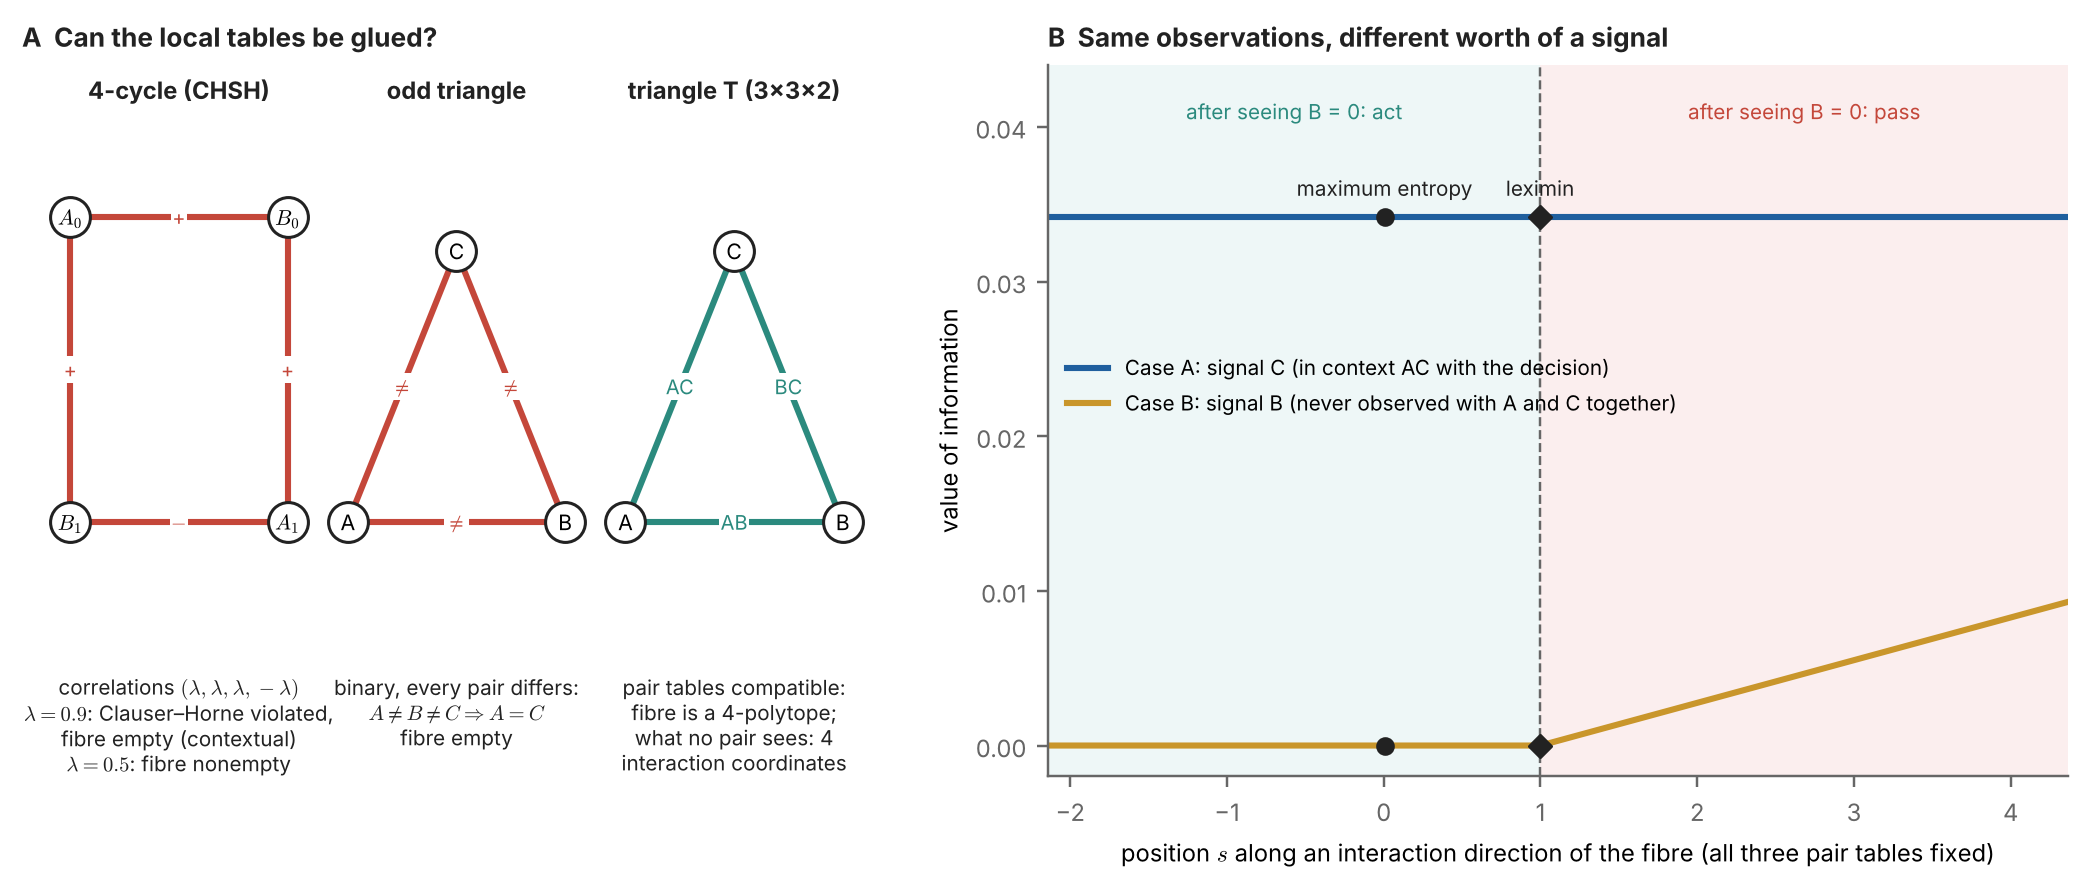 A Can the local tables be glued?
4-cycle (CHSH)
odd triangle
triangle T (3×3×2)
A₀
+
B₀
+
+
B₁
−
A₁
C
≠
≠
A
≠
B
C
AC
BC
A
AB
B
correlations (λ, λ, λ, −λ)
λ = 0.9: Clauser–Horne violated,
fibre empty (contextual)
λ = 0.5: fibre nonempty
binary, every pair differs:
A ≠ B ≠ C ⇒ A = C
fibre empty
pair tables compatible:
fibre is a 4-polytope;
what no pair sees: 4
interaction coordinates
B Same observations, different worth of a signal
after seeing B = 0: act
after seeing B = 0: pass
maximum entropy
leximin
Case A: signal C (in context AC with the decision)
Case B: signal B (never observed with A and C together)
value of information
0.04
0.03
0.02
0.01
0.00
−2
−1
0
1
2
3
4
position s along an interaction direction of the fibre (all three pair tables fixed)